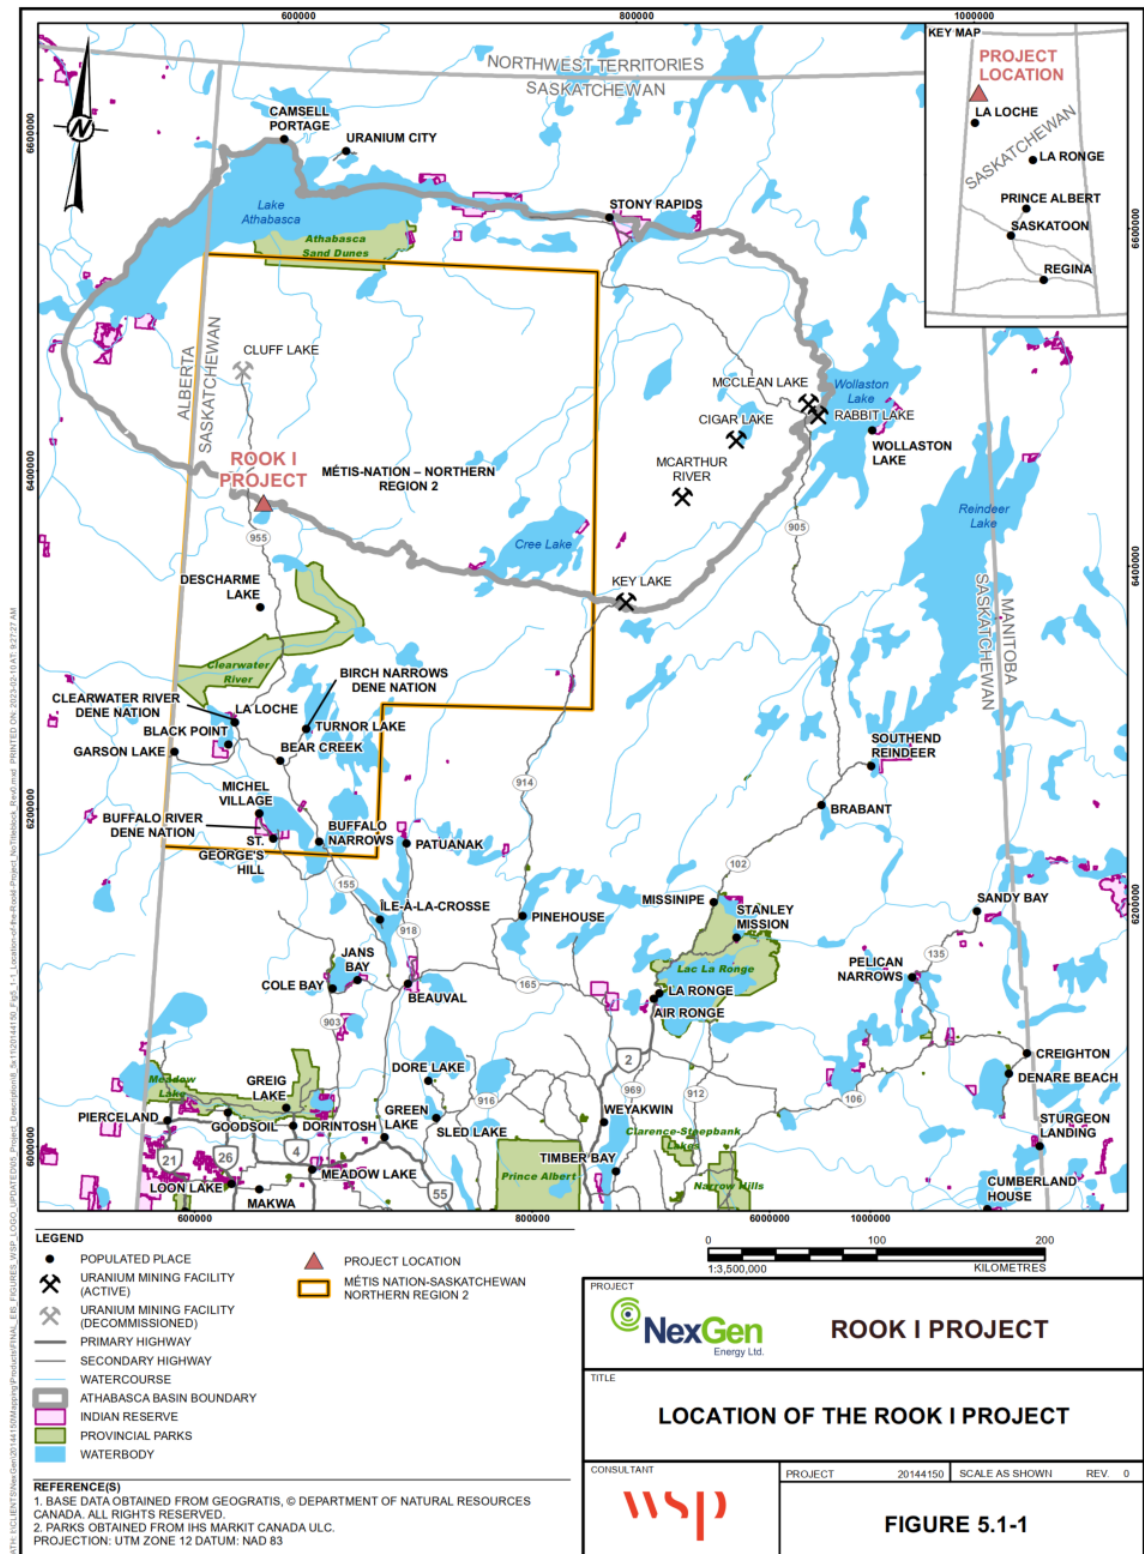 600000
800000
1000000
KEY MAP
PROJECT
LOCATION
LA LOCHE
SASKATCHEWAN
LA RONGE
PRINCE ALBERT
SASKATOON
REGINA
NORTHWEST TERRITORIES
SASKATCHEWAN
N
6600000
6600000
CAMSELL
PORTAGE
URANIUM CITY
Lake
Athabasca
STONY RAPIDS
Athabasca
Sand Dunes
ALBERTA
SASKATCHEWAN
CLUFF LAKE
MCCLEAN LAKE
Wollaston
Lake
CIGAR LAKE
RABBIT LAKE
WOLLASTON
LAKE
MCARTHUR
RIVER
ROOK I
PROJECT
MÉTIS-NATION – NORTHERN
REGION 2
6400000
6400000
Reindeer
Lake
905
955
Cree Lake
KEY LAKE
DESCHARME
LAKE
SASKATCHEWAN
MANITOBA
Clearwater
River
BIRCH NARROWS
DENE NATION
CLEARWATER RIVER
DENE NATION
LA LOCHE
TURNOR LAKE
BLACK POINT
GARSON LAKE
BEAR CREEK
SOUTHEND
REINDEER
914
MICHEL
VILLAGE
BRABANT
6200000
6200000
BUFFALO RIVER
DENE NATION
BUFFALO
NARROWS
PATUANAK
ST.
GEORGE'S
HILL
102
155
ÎLE-À-LA-CROSSE
918
PINEHOUSE
MISSINIPE
STANLEY
MISSION
SANDY BAY
135
JANS
BAY
COLE BAY
BEAUVAL
165
Lac La Ronge
LA RONGE
AIR RONGE
PELICAN
NARROWS
903
2
CREIGHTON
DENARE BEACH
DORE LAKE
Meadow
Lake
GREIG
LAKE
916
969
912
106
PIERCELAND
GOODSOIL
DORINTOSH
GREEN
LAKE
SLED LAKE
WEYAKWIN
Clarence-Steepbank
Lakes
STURGEON
LANDING
6000000
21
26
4
MEADOW LAKE
TIMBER BAY
Prince Albert
Narrow Hills
LOON LAKE
MAKWA
55
CUMBERLAND
HOUSE
600000
800000
6000000
1000000
LEGEND
POPULATED PLACE
URANIUM MINING FACILITY
(ACTIVE)
URANIUM MINING FACILITY
(DECOMMISSIONED)
PRIMARY HIGHWAY
SECONDARY HIGHWAY
WATERCOURSE
ATHABASCA BASIN BOUNDARY
INDIAN RESERVE
PROVINCIAL PARKS
WATERBODY
PROJECT LOCATION
MÉTIS NATION-SASKATCHEWAN
NORTHERN REGION 2
0 100 200
1:3,500,000 KILOMETRES
REFERENCE(S)
1. BASE DATA OBTAINED FROM GEOGRATIS, © DEPARTMENT OF NATURAL RESOURCES
CANADA. ALL RIGHTS RESERVED.
2. PARKS OBTAINED FROM IHS MARKIT CANADA ULC.
PROJECTION: UTM ZONE 12 DATUM: NAD 83
PROJECT
NexGen
Energy Ltd.
ROOK I PROJECT
TITLE
LOCATION OF THE ROOK I PROJECT
CONSULTANT
wsp
PROJECT 20144150 SCALE AS SHOWN REV. 0
FIGURE 5.1-1